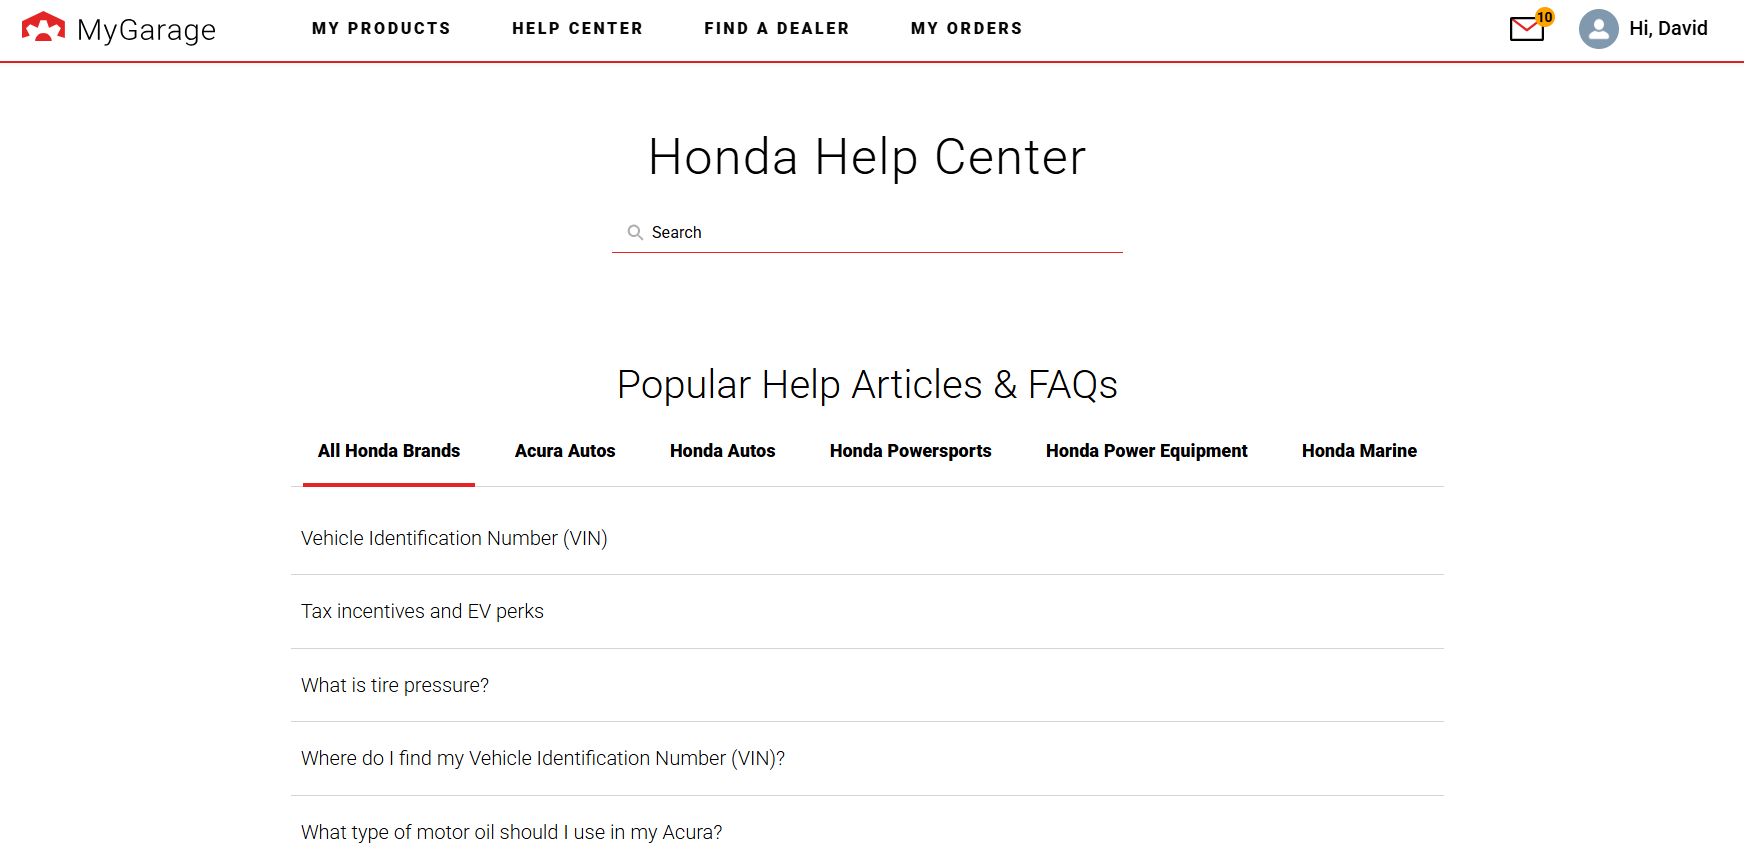 MyGarage MY PRODUCTS HELP CENTER FIND A DEALER MY ORDERS 10 Hi, David
Honda Help Center
Search
Popular Help Articles & FAQs
All Honda Brands Acura Autos Honda Autos Honda Powersports Honda Power Equipment Honda Marine
Vehicle Identification Number (VIN)
Tax incentives and EV perks
What is tire pressure?
Where do I find my Vehicle Identification Number (VIN)?
What type of motor oil should I use in my Acura?